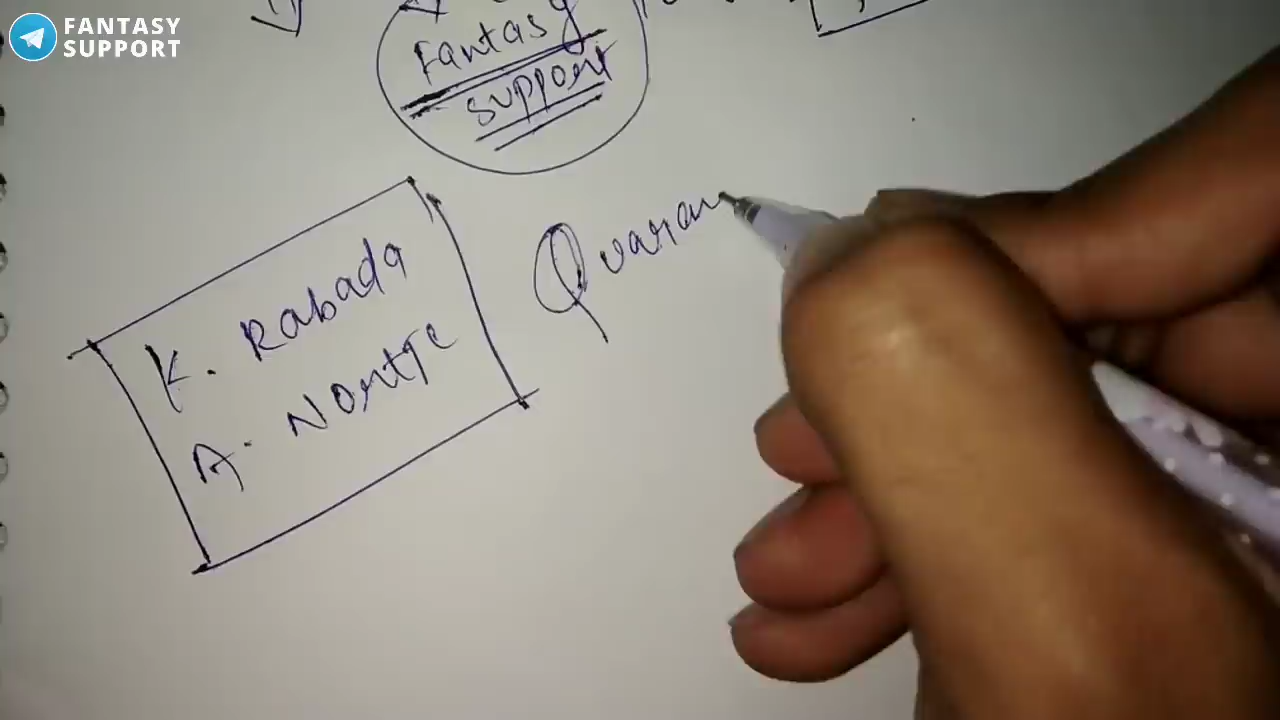 FANTASY
SUPPORT
Fantasy
support
K. Rabada
A. Nortje
Quaran